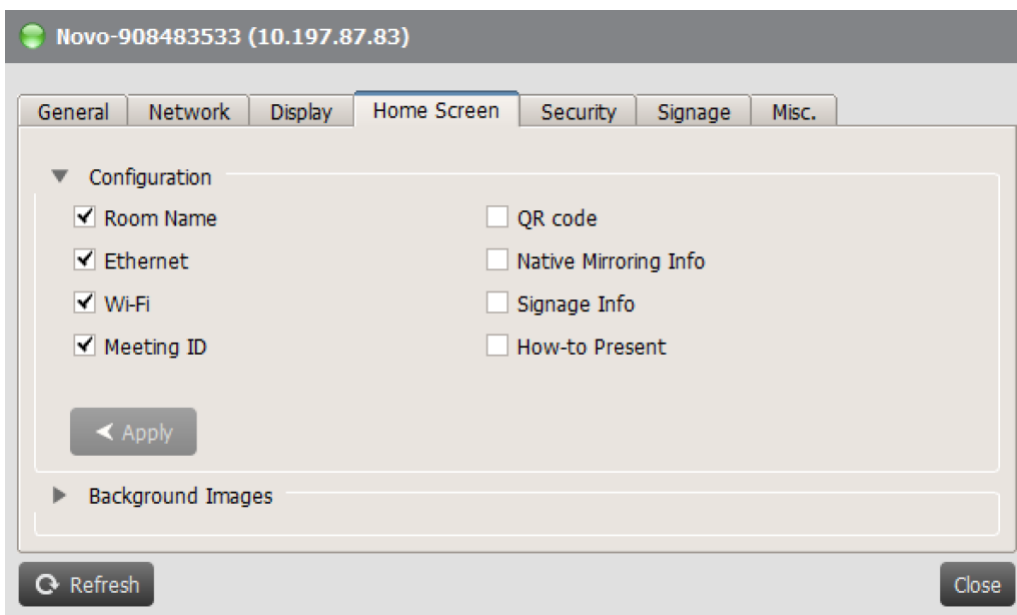 Novo-908483533 (10.197.87.83)
General Network Display Home Screen Security Signage Misc.
Configuration
Room Name QR code
Ethernet Native Mirroring Info
Wi-Fi Signage Info
Meeting ID How-to Present
Apply
Background Images
Refresh Close